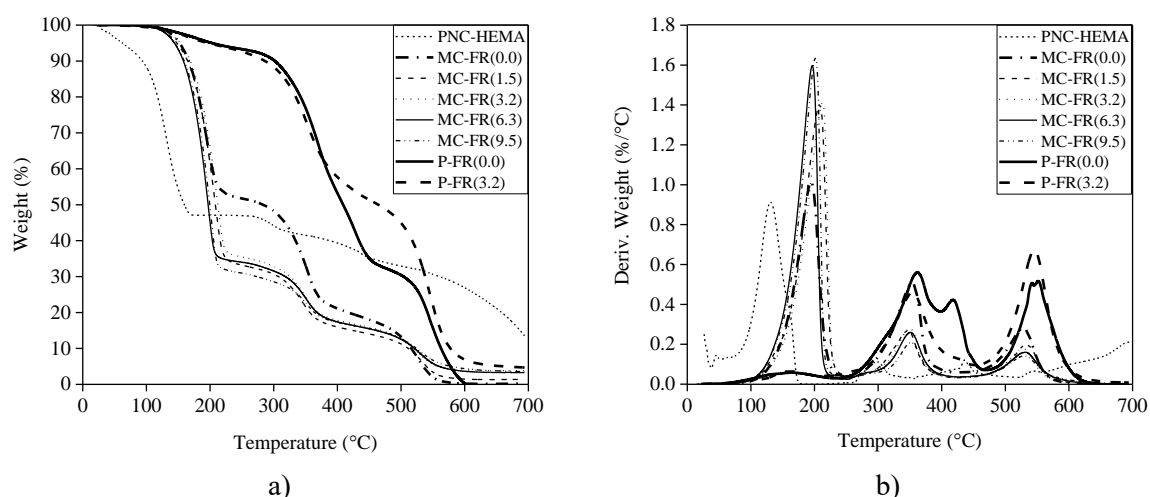 100
90
80
70
60
50
40
30
20
10
0
Weight (%)
0 100 200 300 400 500 600 700
Temperature (°C)
PNC-HEMA
MC-FR(0.0)
MC-FR(1.5)
MC-FR(3.2)
MC-FR(6.3)
MC-FR(9.5)
P-FR(0.0)
P-FR(3.2)
a)
1.8
1.6
1.4
1.2
1.0
0.8
0.6
0.4
0.2
0.0
Deriv. Weight (%/°C)
0 100 200 300 400 500 600 700
Temperature (°C)
PNC-HEMA
MC-FR(0.0)
MC-FR(1.5)
MC-FR(3.2)
MC-FR(6.3)
MC-FR(9.5)
P-FR(0.0)
P-FR(3.2)
b)